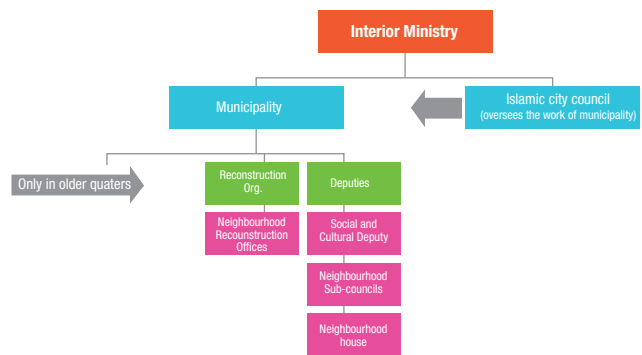 Interior Ministry
Municipality
Islamic city council
(oversees the work of municipality)
Only in older quaters
Reconstruction
Org.
Deputies
Neighbourhood
Recounstruction
Offices
Social and
Cultural Deputy
Neighbourhood
Sub-councils
Neighbourhood
house